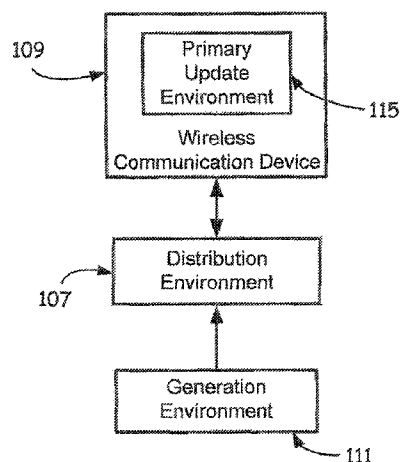 109
Primary
Update
Environment
115
Wireless
Communication Device
Distribution
Environment
107
Generation
Environment
111